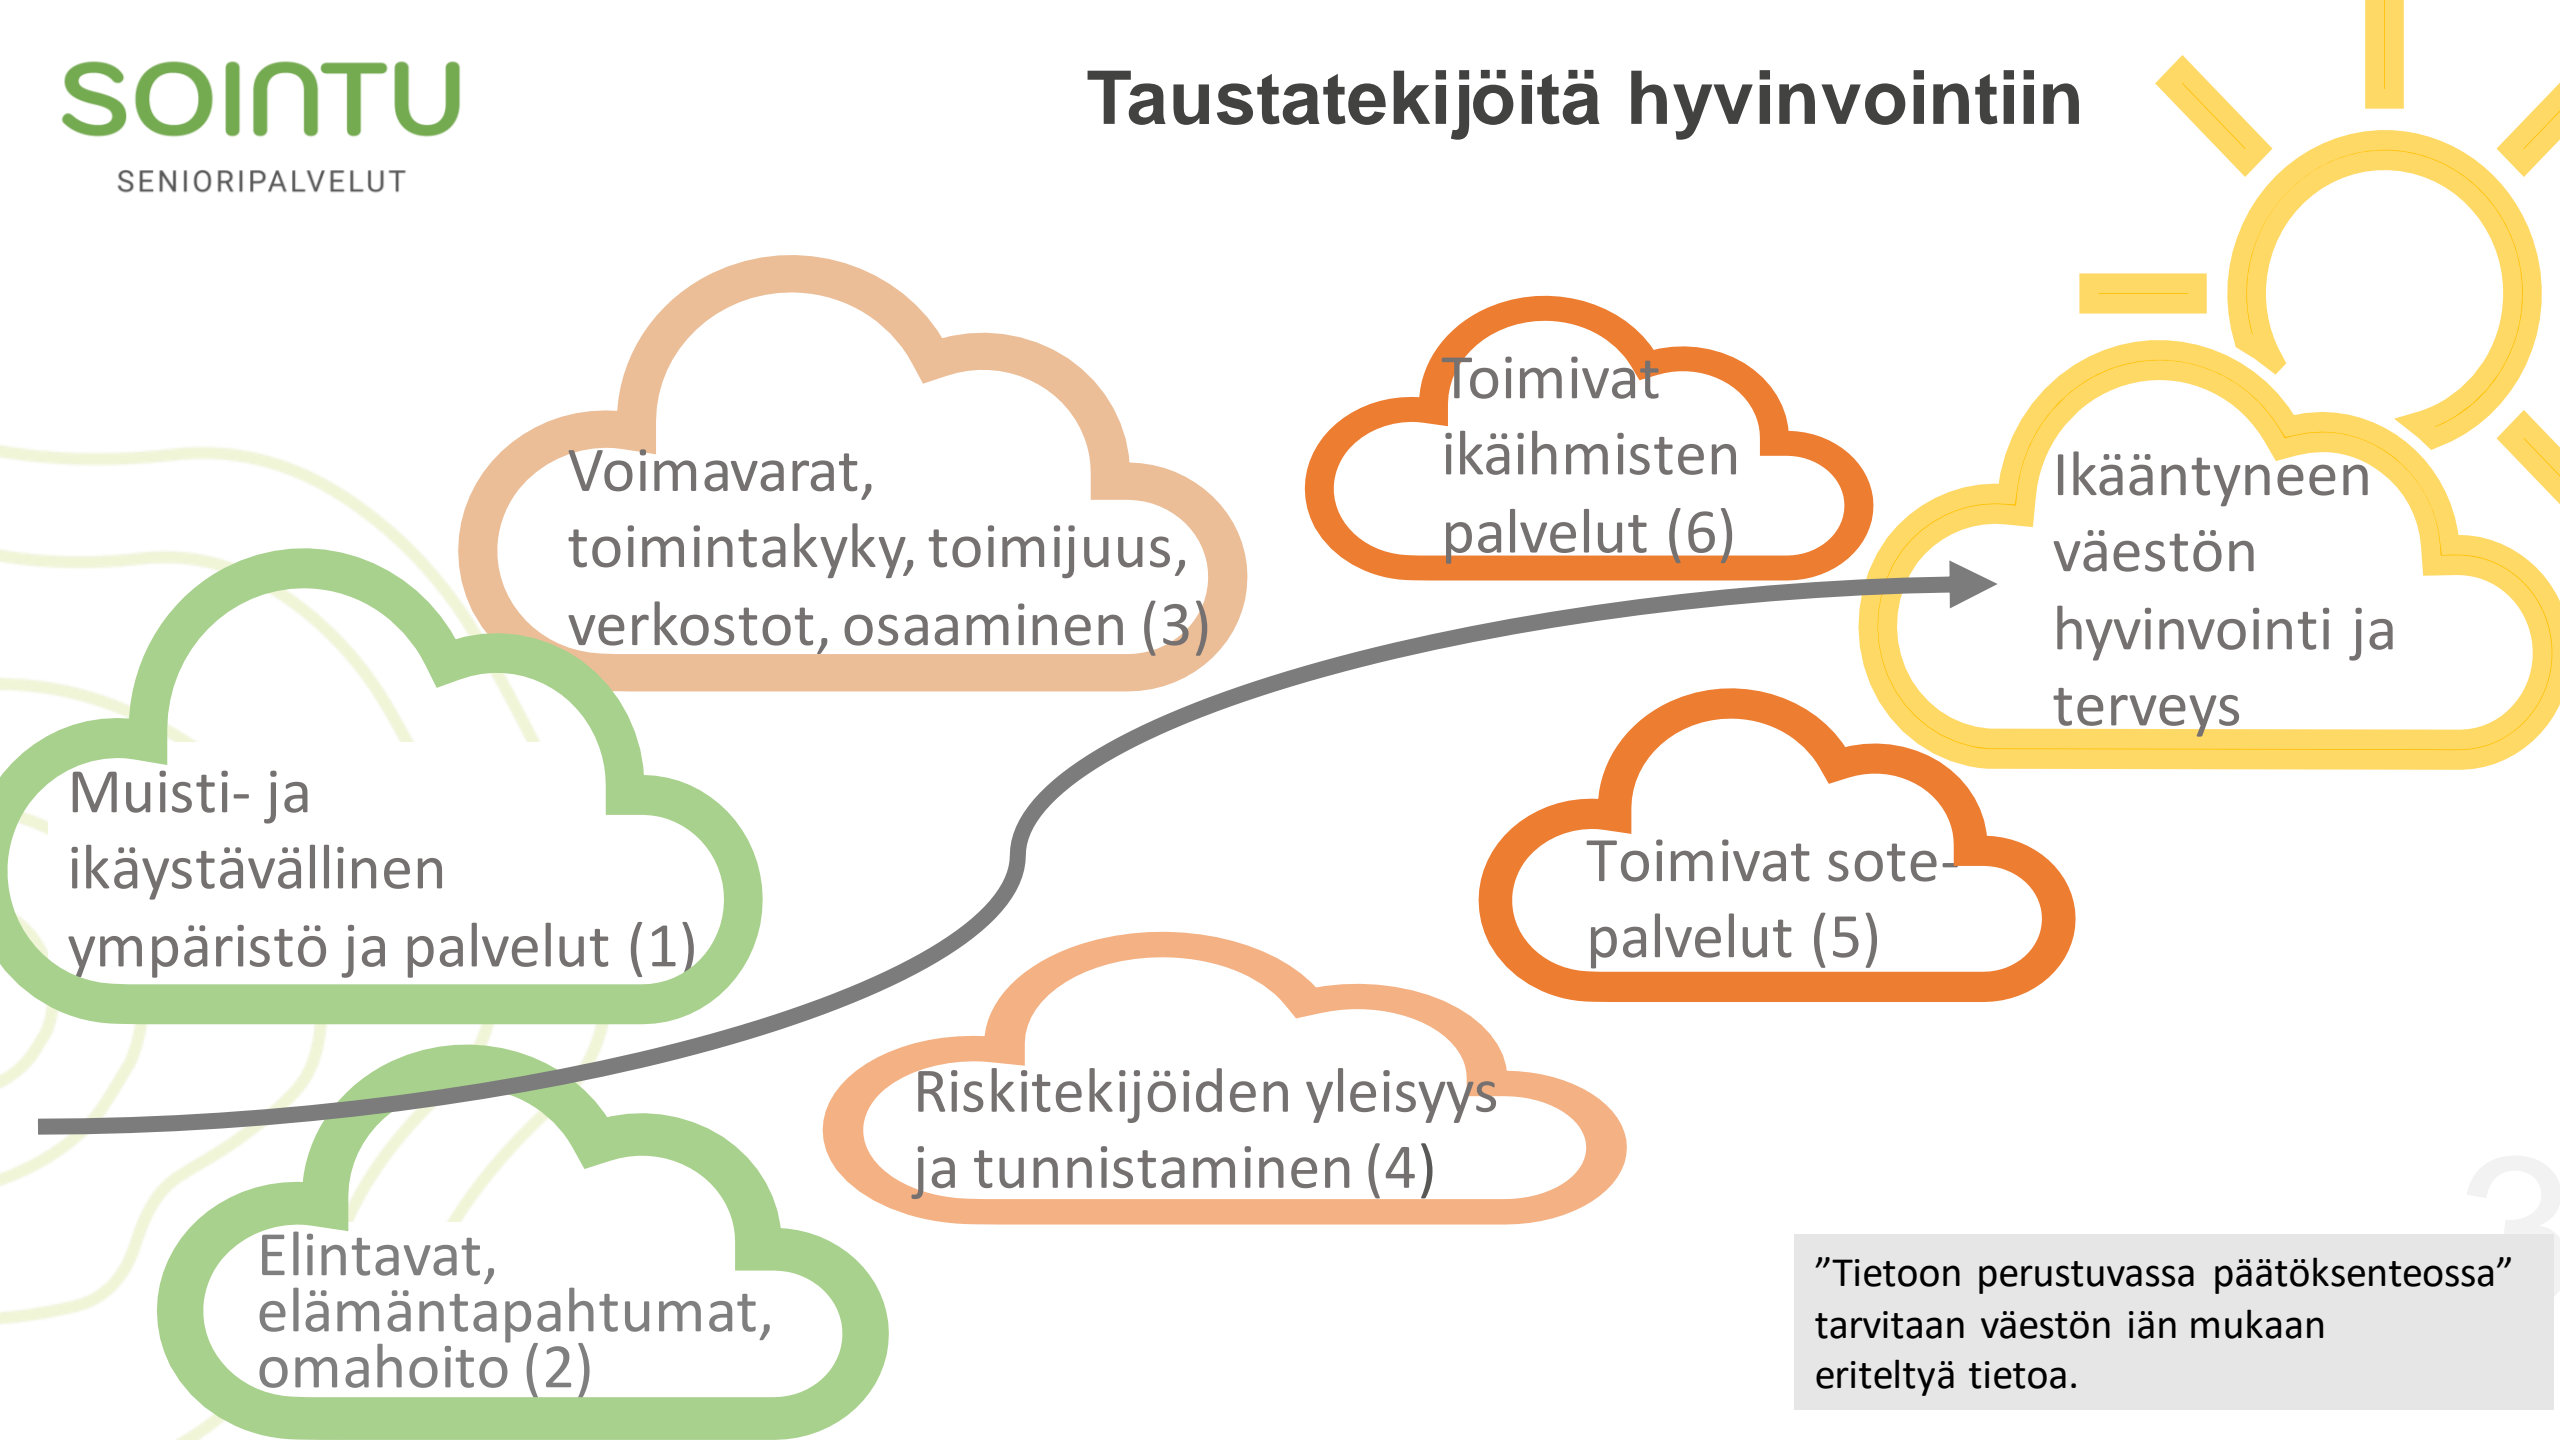 SOINTU
SENIORIPALVELUT
Taustatekijöitä hyvinvointiin
Toimivat
ikäihmisten
palvelut (6)
Voimavarat,
toimintakyky, toimijuus,
verkostot, osaaminen (3)
Ikääntyneen
väestön
hyvinvointi ja
terveys
Muisti- ja
ikäystävällinen
ympäristö ja palvelut (1)
Toimivat sote-
palvelut (5)
Riskitekijöiden yleisyys
ja tunnistaminen (4)
Elintavat,
elämäntapahtumat,
omahoito (2)
3
”Tietoon perustuvassa päätöksenteossa”
tarvitaan väestön iän mukaan
eriteltyä tietoa.